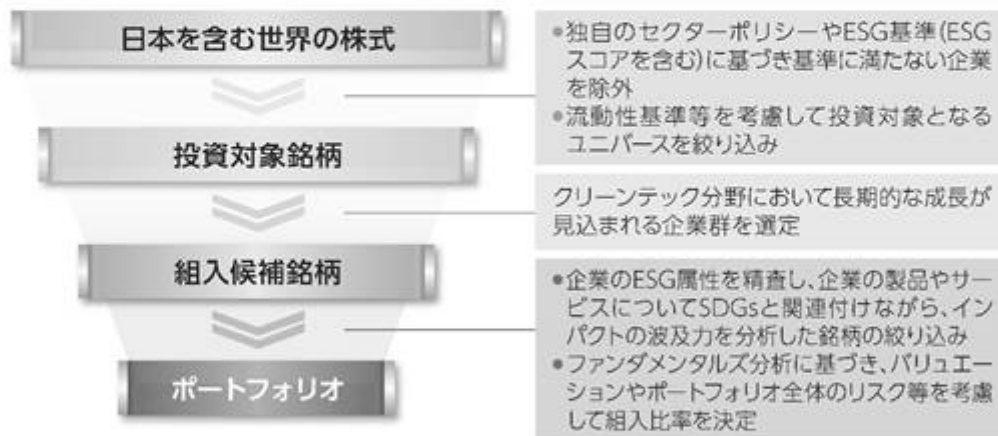 日本を含む世界の株式
•独自のセクターポリシーやESG基準(ESG
スコアを含む)に基づき基準に満たない企業
を除外
•流動性基準等を考慮して投資対象となる
ユニバースを絞り込み
投資対象銘柄
クリーンテック分野において長期的な成長が
見込まれる企業群を選定
組入候補銘柄
•企業のESG属性を精査し、企業の製品やサー
ビスについてSDGsと関連付けながら、イン
パクトの波及力を分析した銘柄の絞り込み
•ファンダメンタルズ分析に基づき、バリュエー
ションやポートフォリオ全体のリスク等を考慮
して組入比率を決定
ポートフォリオ